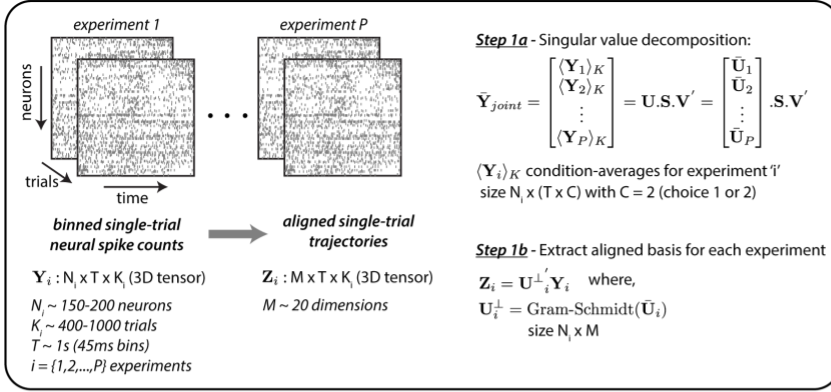 experiment 1
experiment P
neurons
trials
time
binned single-trial
neural spike counts
aligned single-trial
trajectories
Y_i : N_i x T x K_i (3D tensor)
Z_i : M x T x K_i (3D tensor)
N_i ~ 150-200 neurons
K_i ~ 400-1000 trials
T ~ 1s (45ms bins)
i = {1,2,...,P} experiments
M ~ 20 dimensions
Step 1a - Singular value decomposition:
Ȳ_joint = [⟨Y_1⟩_K ⟨Y_2⟩_K ⋮ ⟨Y_P⟩_K] = U.S.V′ = [Ū_1 Ū_2 ⋮ Ū_P] .S.V′
⟨Y_i⟩_K condition-averages for experiment 'i'
size N_i x (T x C) with C = 2 (choice 1 or 2)
Step 1b - Extract aligned basis for each experiment
Z_i = U^⊥′_i Y_i where,
U_i^⊥ = Gram-Schmidt(Ū_i)
size N_i x M